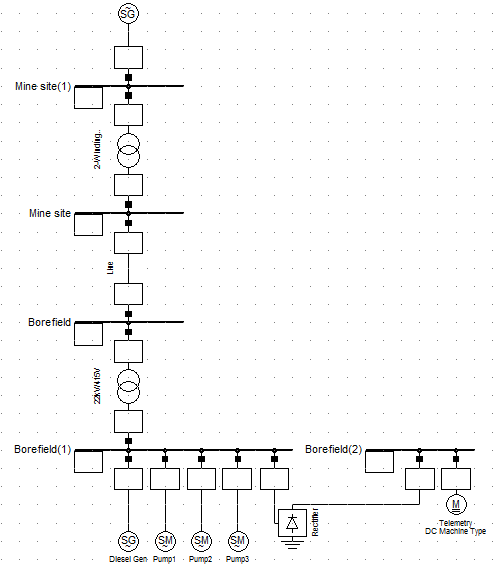 SG
Mine site(1)
2-Winding..
Mine site
Line
Borefield
22kV/415V
Borefield(1)
Borefield(2)
Rectifier
M
Telemetry
DC Machine Type
SG
SM
SM
SM
Diesel Gen
Pump1
Pump2
Pump3